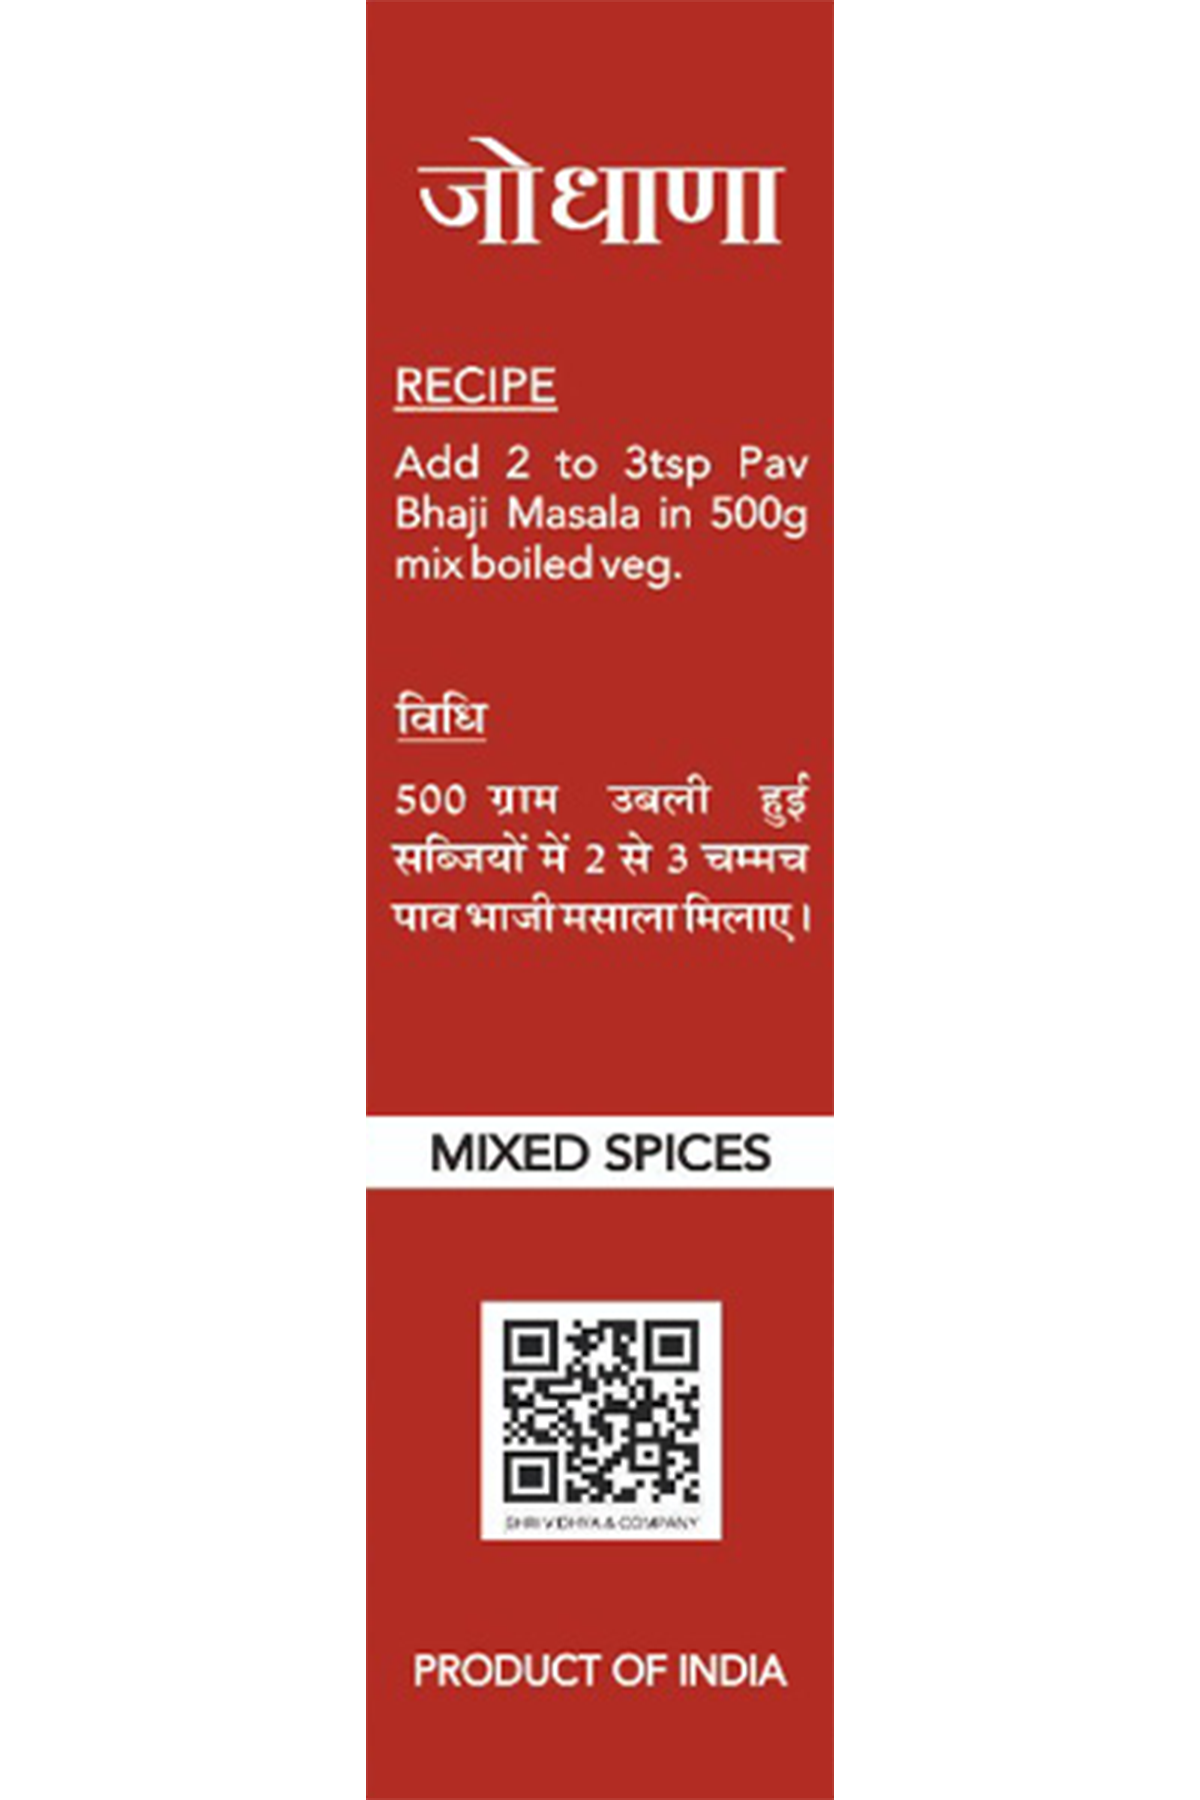 जोधाणा
RECIPE
Add 2 to 3tsp Pav
Bhaji Masala in 500g
mix boiled veg.
विधि
500 ग्राम उबली हुई
सब्जियों में 2 से 3 चम्मच
पाव भाजी मसाला मिलाए।
MIXED SPICES
SHRI VIDHYA & COMPANY
PRODUCT OF INDIA